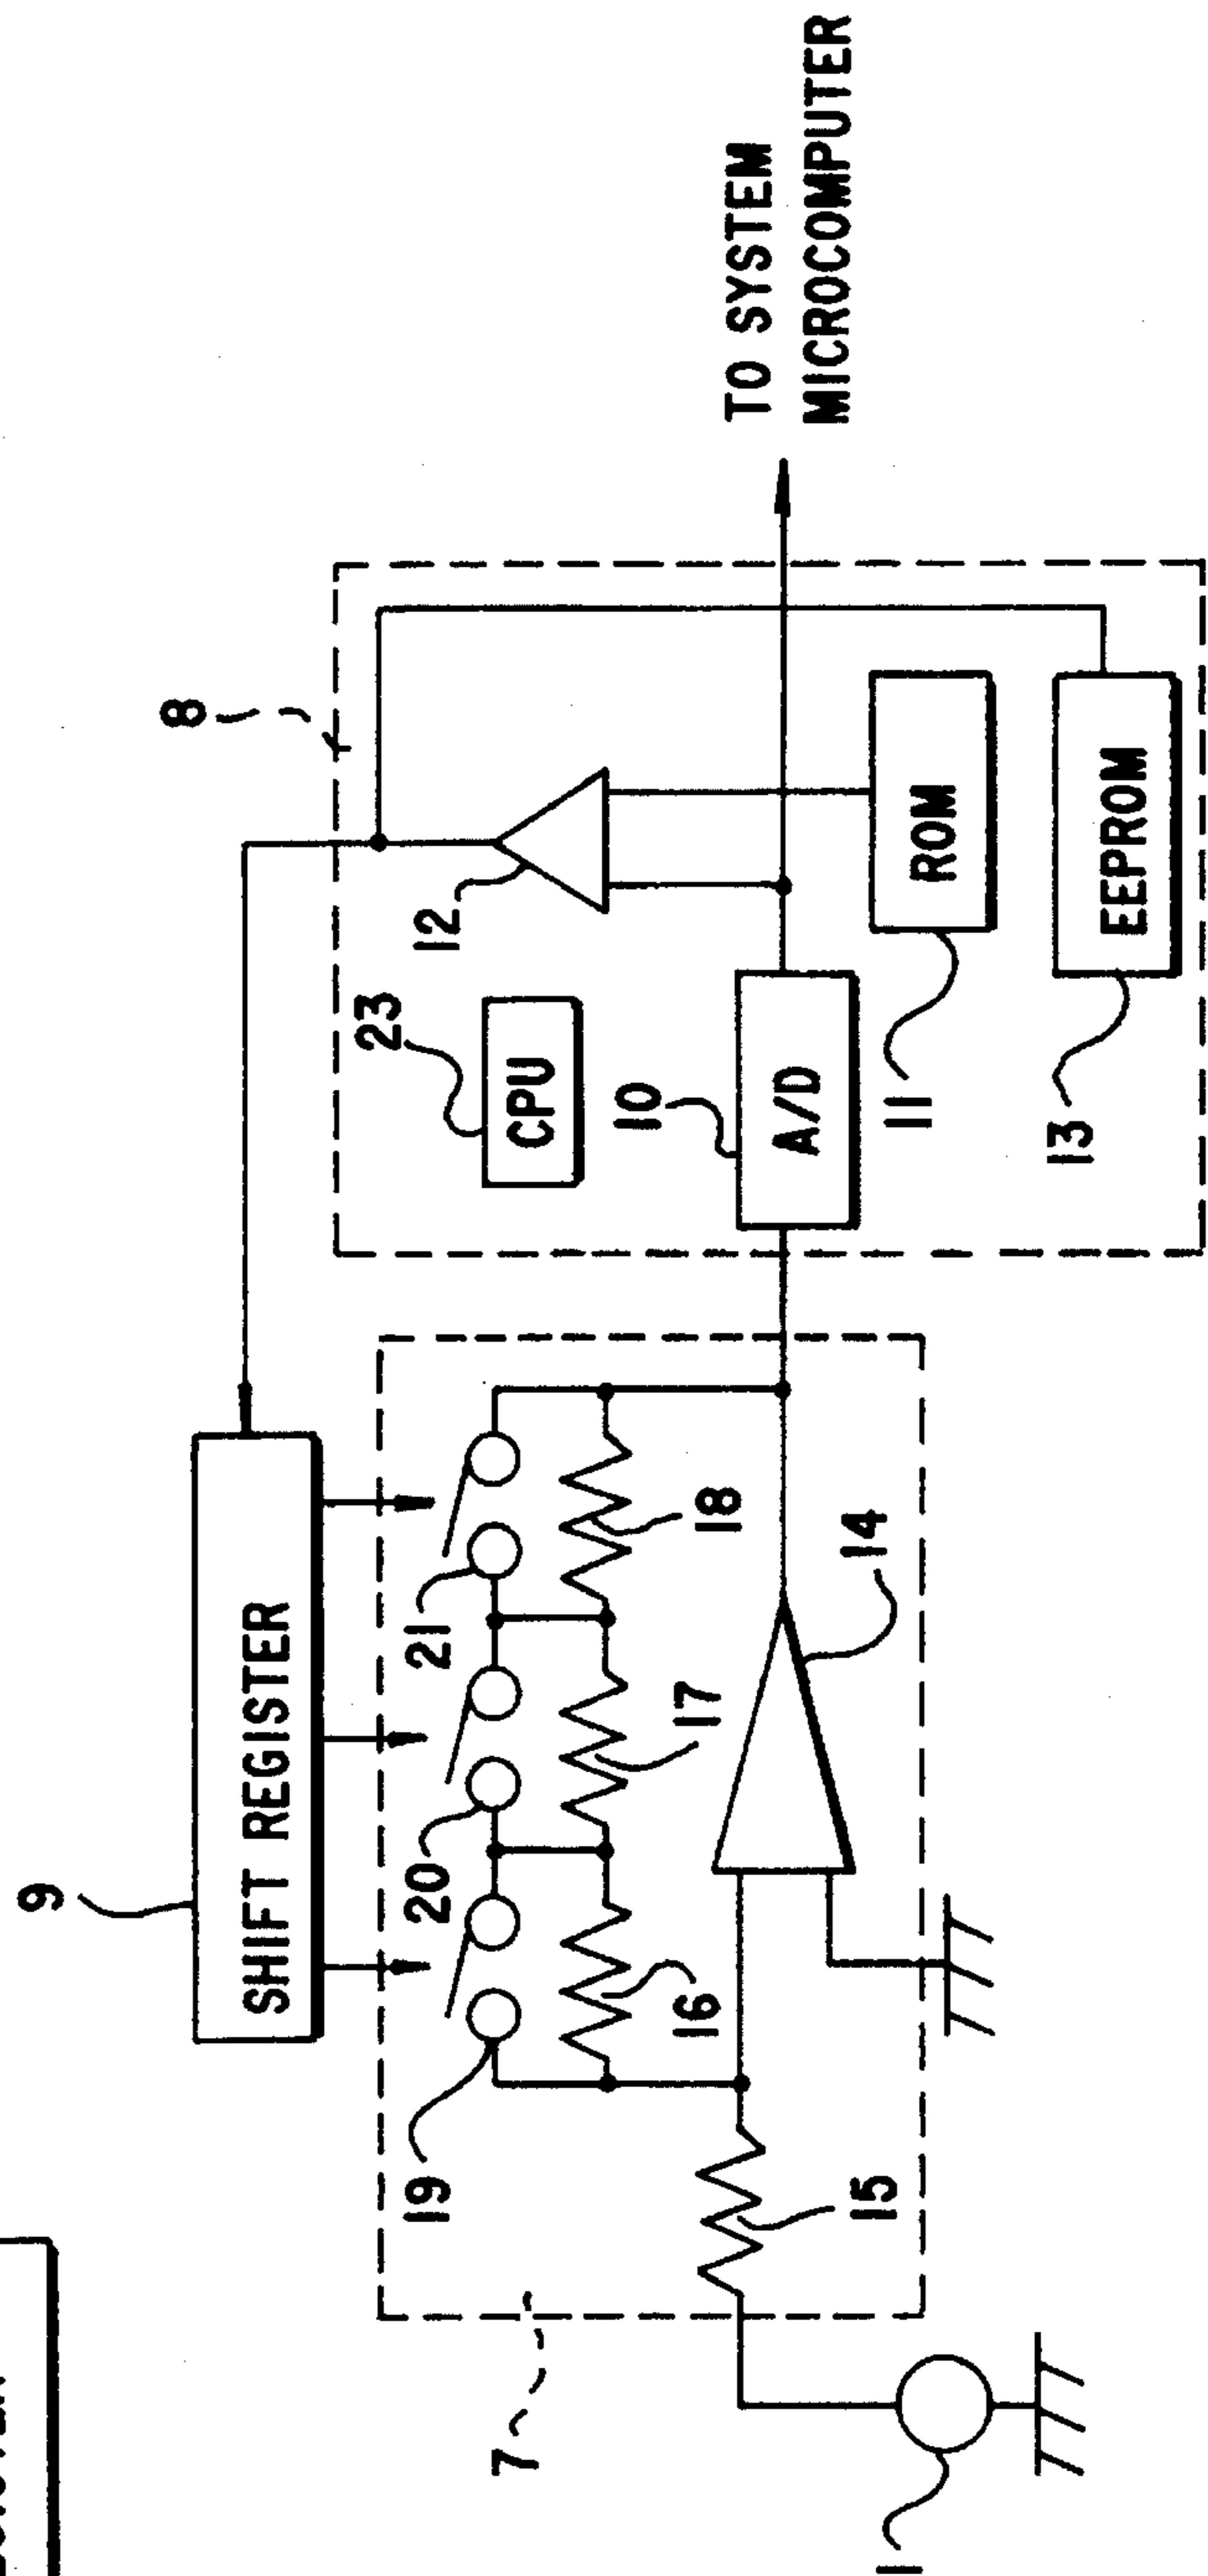 9
SHIFT REGISTER
8
TO SYSTEM
MICROCOMPUTER
7
19
20
21
16
17
18
15
14
1
12
23
CPU
10
A/D
11
ROM
13
EEPROM